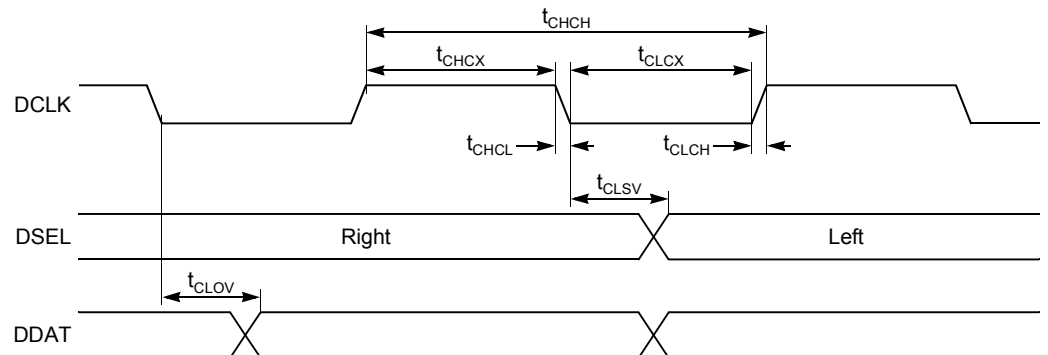 tCHCH
tCHCX tCLCX
DCLK
tCHCL tCLCH
tCLSV
DSEL Right Left
tCLOV
DDAT